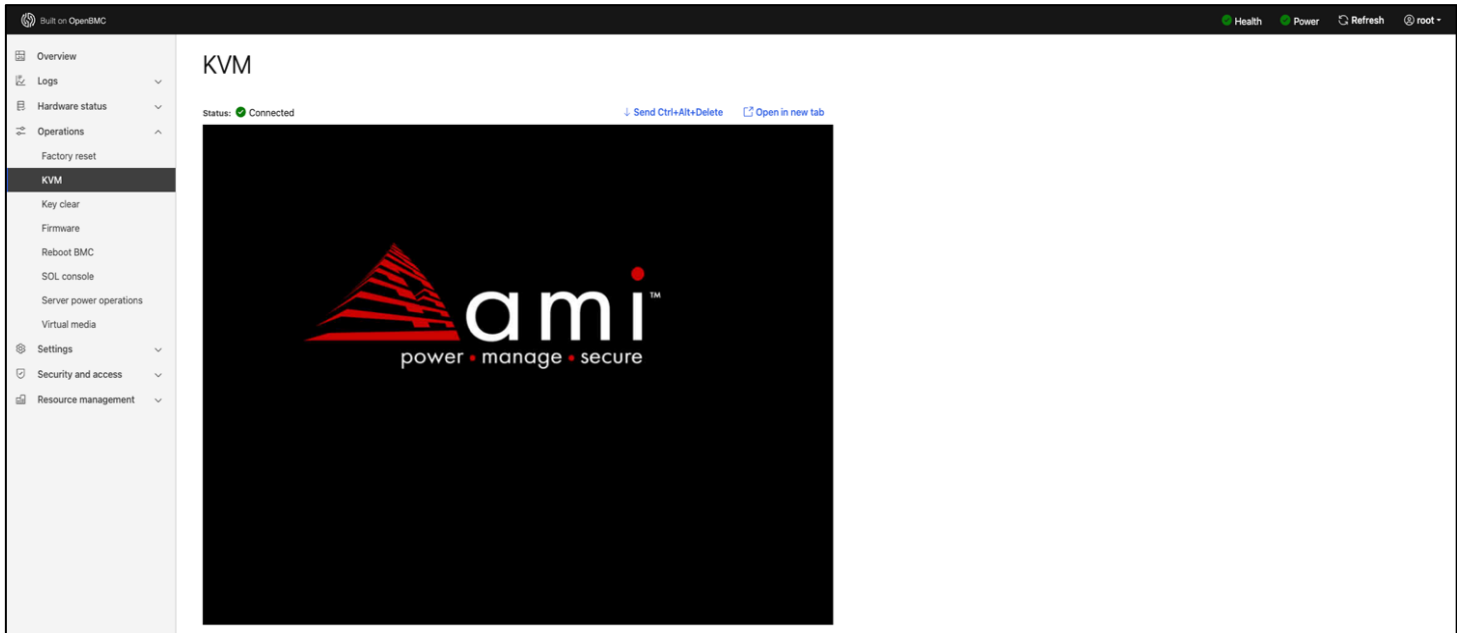 Built on OpenBMC
Health Power Refresh root
Overview
Logs
Hardware status
Operations
Factory reset
KVM
Key clear
Firmware
Reboot BMC
SOL console
Server power operations
Virtual media
Settings
Security and access
Resource management
KVM
Status: Connected
Send Ctrl+Alt+Delete Open in new tab
ami™
power • manage • secure